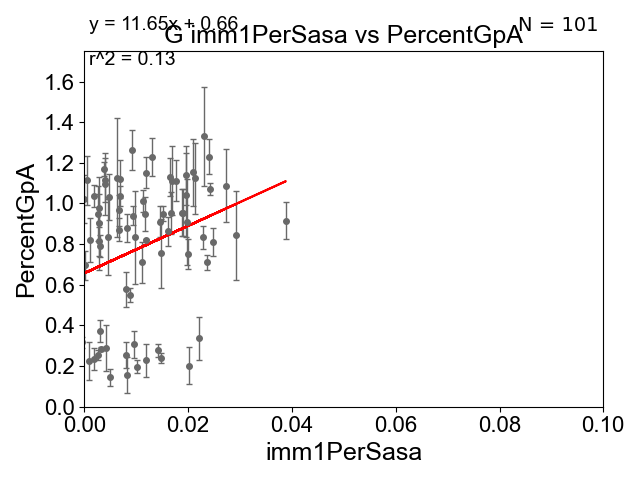 y = 11.65x + 0.66
N = 101
G imm1PerSasa vs PercentGpA
r^2 = 0.13
PercentGpA
1.6
1.4
1.2
1.0
0.8
0.6
0.4
0.2
0.0
0.00 0.02 0.04 0.06 0.08 0.10
imm1PerSasa